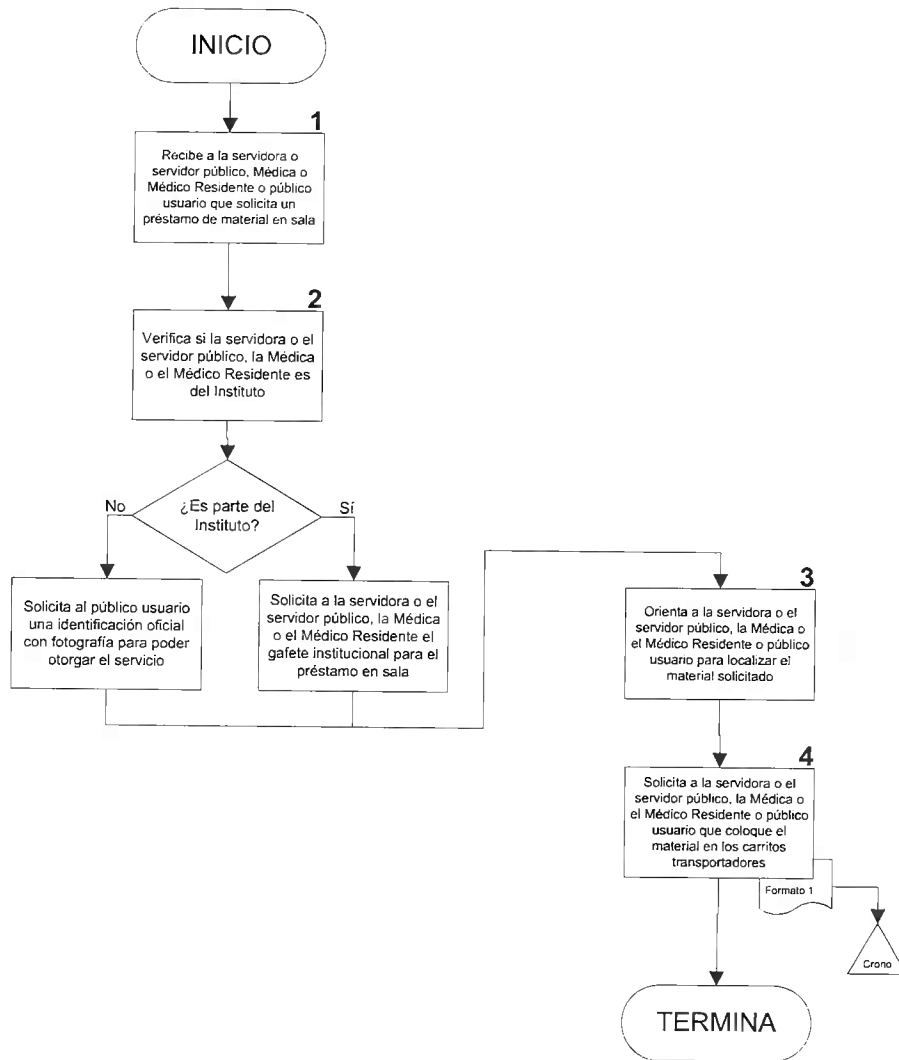 INICIO
1
Recibe a la servidora o
servidor público, Médica o
Médico Residente o público
usuario que solicita un
préstamo de material en sala
2
Verifica si la servidora o el
servidor público, la Médica
o el Médico Residente es
del Instituto
¿Es parte del
Instituto?
No
Sí
Solicita al público usuario
una identificación oficial
con fotografía para poder
otorgar el servicio
Solicita a la servidora o el
servidor público, la Médica
o el Médico Residente el
gafete institucional para el
préstamo en sala
3
Orienta a la servidora o el
servidor público, la Médica o
el Médico Residente o público
usuario para localizar el
material solicitado
4
Solicita a la servidora o el
servidor público, la Médica o
el Médico Residente o público
usuario que coloque el
material en los carritos
transportadores
Formato 1
Crono
TERMINA